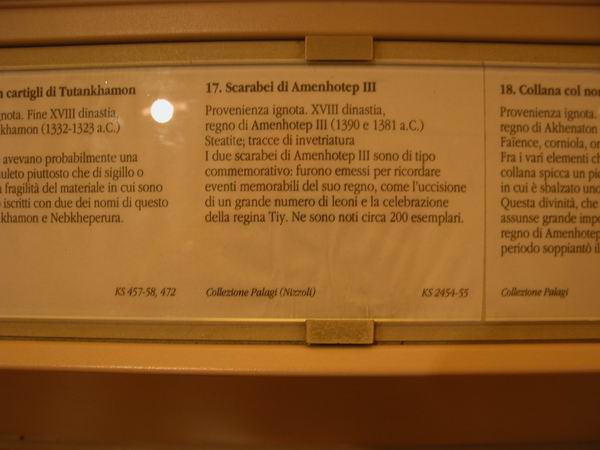 n cartigli di Tutankhamon
nota. Fine XVIII dinastia,
khamon (1332-1323 a.C.)
avevano probabilmente una
uleto piuttosto che di sigillo o
fragilità del materiale in cui sono
iscritti con due dei nomi di questo
khamon e Nebkheperura.
KS 457-58, 472
17. Scarabei di Amenhotep III
Provenienza ignota. XVIII dinastia,
regno di Amenhotep III (1390 e 1381 a.C.)
Steatite; tracce di invetriatura
I due scarabei di Amenhotep III sono di tipo
commemorativo: furono emessi per ricordare
eventi memorabili del suo regno, come l'uccisione
di un grande numero di leoni e la celebrazione
della regina Tiy. Ne sono noti circa 200 esemplari.
Collezione Palagi (Nizzoli)
KS 2454-55
18. Collana col no
Provenienza ignota.
regno di Akhenaton
Faïence, corniola, or
Fra i vari elementi ch
collana spicca un pi
in cui è sbalzato uno
Questa divinità, che
assunse grande imp
regno di Amenhotep
periodo soppiantò il
Collezione Palagi